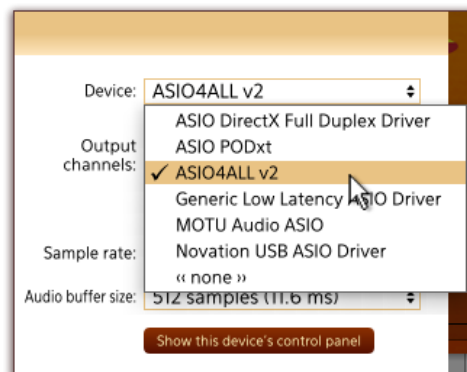 Device:
ASIO4ALL v2
ASIO DirectX Full Duplex Driver
ASIO PODxt
✓ ASIO4ALL v2
Generic Low Latency ASIO Driver
MOTU Audio ASIO
Novation USB ASIO Driver
‹‹ none ››
Output
channels:
Sample rate:
Audio buffer size:
512 samples (11.6 ms)
Show this device's control panel